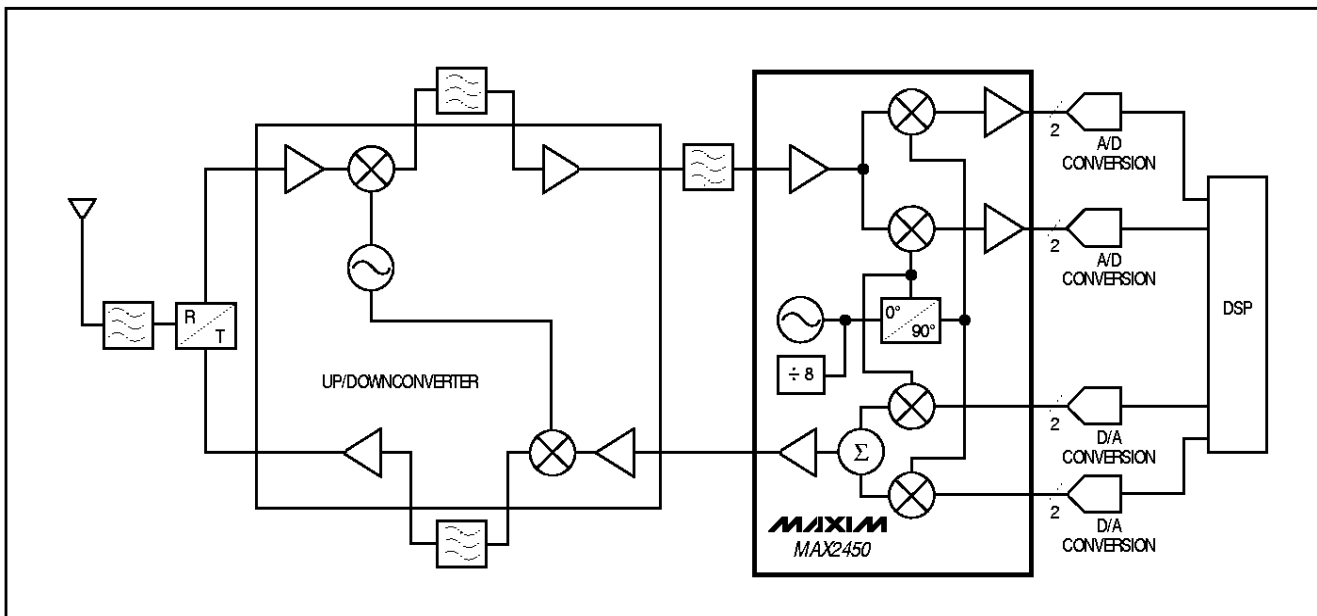 A/D
CONVERSION
2
A/D
CONVERSION
2
R
T
0°
90°
÷ 8
DSP
UP/DOWNCONVERTER
Σ
2
D/A
CONVERSION
2
D/A
CONVERSION
MAXIM
MAX2450